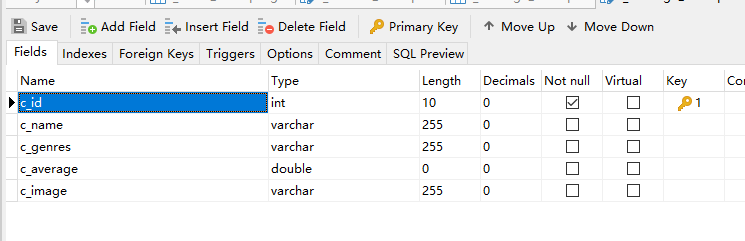 Save Add Field Insert Field Delete Field Primary Key Move Up Move Down
Fields Indexes Foreign Keys Triggers Options Comment SQL Preview
Name Type Length Decimals Not null Virtual Key
c_id int 10 0 1
c_name varchar 255 0
c_genres varchar 255 0
c_average double 0 0
c_image varchar 255 0